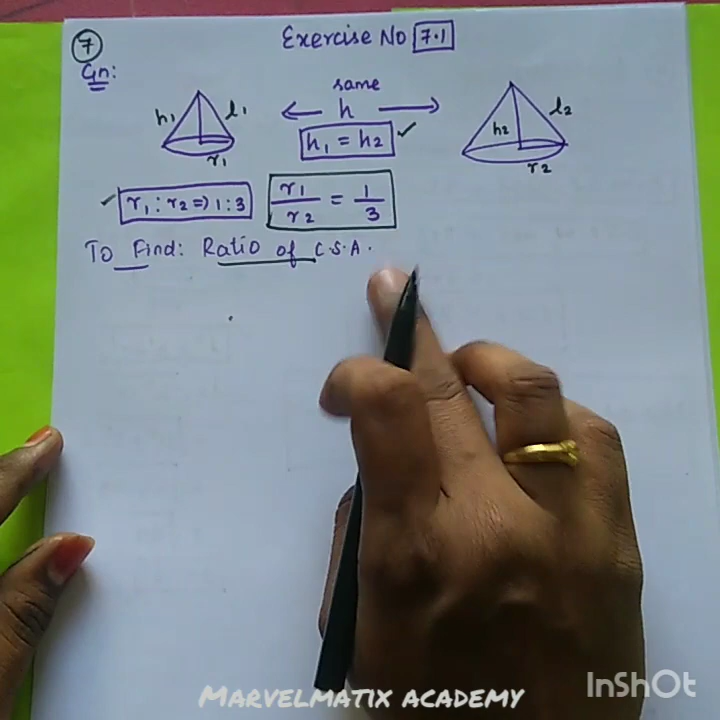 7 Exercise No 7.1
Gn:
same
h1 l1 ← h → h2 l2
r1 h1 = h2 ✓ r2
✓ r1 : r2 => 1 : 3 r1/r2 = 1/3
To Find: Ratio of C.S.A.
MARVELMATIX ACADEMY
InShOt